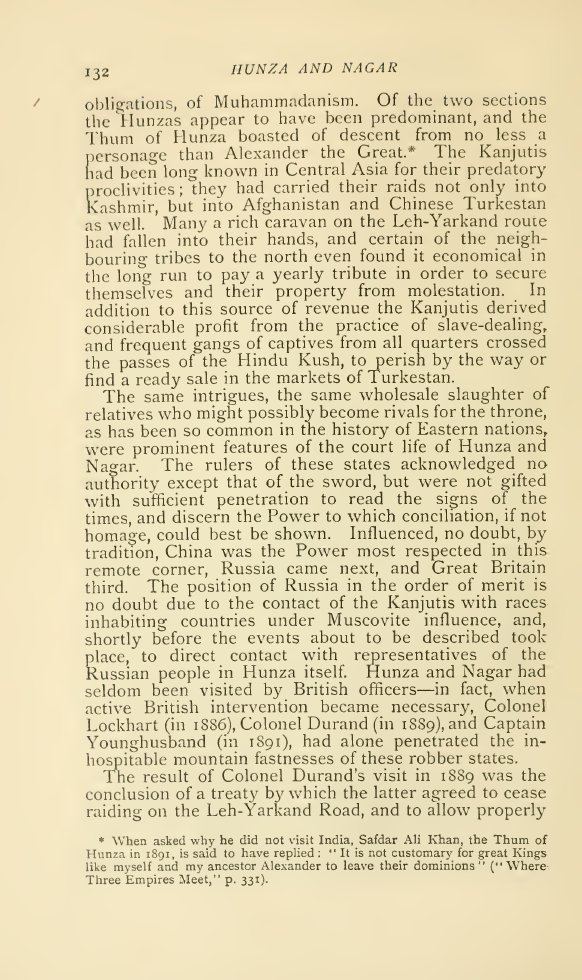 132
HUNZA AND NAGAR
obligations, of Muhammadanism. Of the two sections
the Hunzas appear to have been predominant, and the
Thum of Hunza boasted of descent from no less a
personage than Alexander the Great.* The Kanjutis
had been long known in Central Asia for their predatory
proclivities; they had carried their raids not only into
Kashmir, but into Afghanistan and Chinese Turkestan
as well. Many a rich caravan on the Leh-Yarkand route
had fallen into their hands, and certain of the neigh-
bouring tribes to the north even found it economical in
the long run to pay a yearly tribute in order to secure
themselves and their property from molestation. In
addition to this source of revenue the Kanjutis derived
considerable profit from the practice of slave-dealing,
and frequent gangs of captives from all quarters crossed
the passes of the Hindu Kush, to perish by the way or
find a ready sale in the markets of Turkestan.
The same intrigues, the same wholesale slaughter of
relatives who might possibly become rivals for the throne,
as has been so common in the history of Eastern nations,
were prominent features of the court life of Hunza and
Nagar. The rulers of these states acknowledged no
authority except that of the sword, but were not gifted
with sufficient penetration to read the signs of the
times, and discern the Power to which conciliation, if not
homage, could best be shown. Influenced, no doubt, by
tradition, China was the Power most respected in this
remote corner, Russia came next, and Great Britain
third. The position of Russia in the order of merit is
no doubt due to the contact of the Kanjutis with races
inhabiting countries under Muscovite influence, and,
shortly before the events about to be described took
place, to direct contact with representatives of the
Russian people in Hunza itself. Hunza and Nagar had
seldom been visited by British officers—in fact, when
active British intervention became necessary, Colonel
Lockhart (in 1886), Colonel Durand (in 1889), and Captain
Younghusband (in 1891), had alone penetrated the in-
hospitable mountain fastnesses of these robber states.
The result of Colonel Durand's visit in 1889 was the
conclusion of a treaty by which the latter agreed to cease
raiding on the Leh-Yarkand Road, and to allow properly
* When asked why he did not visit India, Safdar Ali Khan, the Thum of
Hunza in 1891, is said to have replied: "It is not customary for great Kings
like myself and my ancestor Alexander to leave their dominions" ("Where
Three Empires Meet," p. 331).